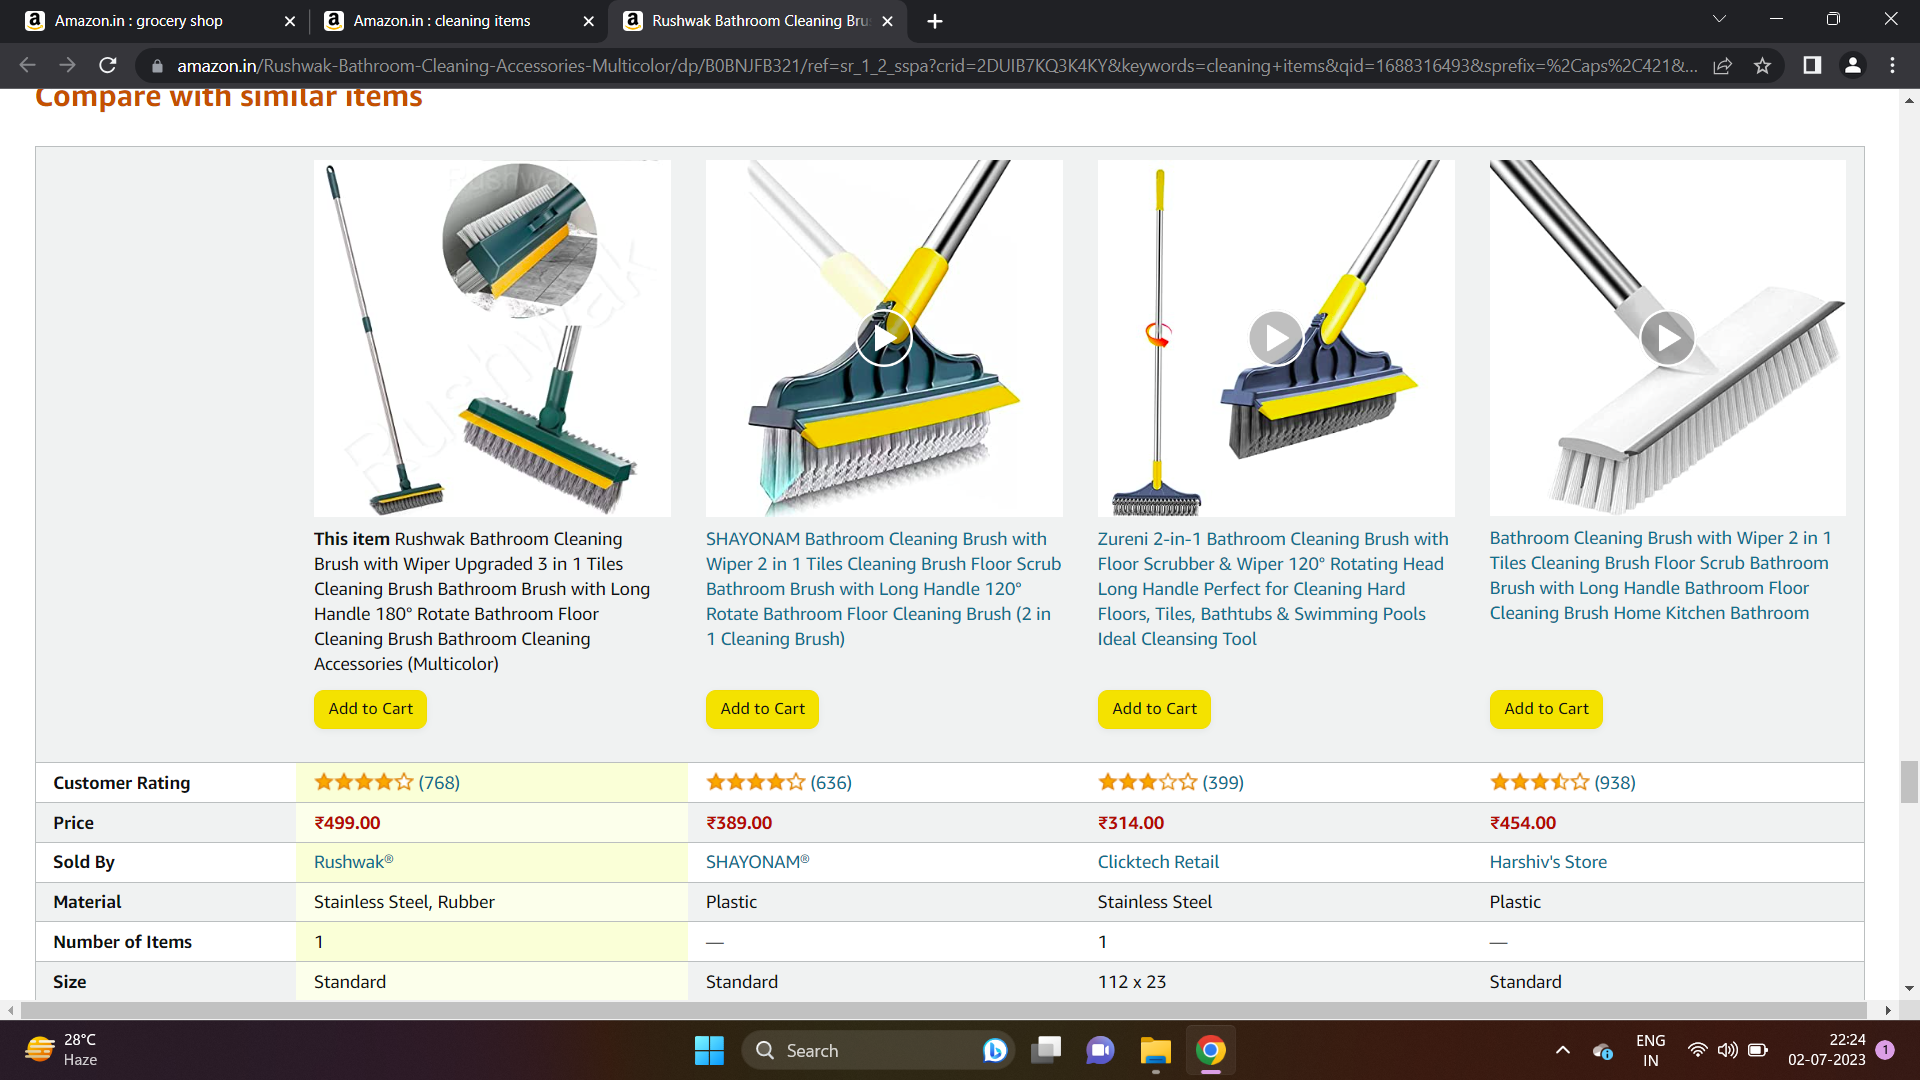 Amazon.in : grocery shop
Amazon.in : cleaning items
Rushwak Bathroom Cleaning Bru
amazon.in/Rushwak-Bathroom-Cleaning-Accessories-Multicolor/dp/B0BNJFB321/ref=sr_1_2_sspa?crid=2DUIB7KQ3K4KY&keywords=cleaning+items&qid=1688316493&sprefix=%2Caps%2C421&...
Compare with similar items
Rushwak
This item Rushwak Bathroom Cleaning
Brush with Wiper Upgraded 3 in 1 Tiles
Cleaning Brush Bathroom Brush with Long
Handle 180° Rotate Bathroom Floor
Cleaning Brush Bathroom Cleaning
Accessories (Multicolor)
Add to Cart
SHAYONAM Bathroom Cleaning Brush with
Wiper 2 in 1 Tiles Cleaning Brush Floor Scrub
Bathroom Brush with Long Handle 120°
Rotate Bathroom Floor Cleaning Brush (2 in
1 Cleaning Brush)
Add to Cart
Zureni 2-in-1 Bathroom Cleaning Brush with
Floor Scrubber & Wiper 120° Rotating Head
Long Handle Perfect for Cleaning Hard
Floors, Tiles, Bathtubs & Swimming Pools
Ideal Cleansing Tool
Add to Cart
Bathroom Cleaning Brush with Wiper 2 in 1
Tiles Cleaning Brush Floor Scrub Bathroom
Brush with Long Handle Bathroom Floor
Cleaning Brush Home Kitchen Bathroom
Add to Cart
Customer Rating (768) (636) (399) (938)
Price ₹499.00 ₹389.00 ₹314.00 ₹454.00
Sold By Rushwak® SHAYONAM® Clicktech Retail Harshiv's Store
Material Stainless Steel, Rubber Plastic Stainless Steel Plastic
Number of Items 1 — 1 —
Size Standard Standard 112 x 23 Standard
28°C
Haze
Search
ENG
IN
22:24
02-07-2023
1